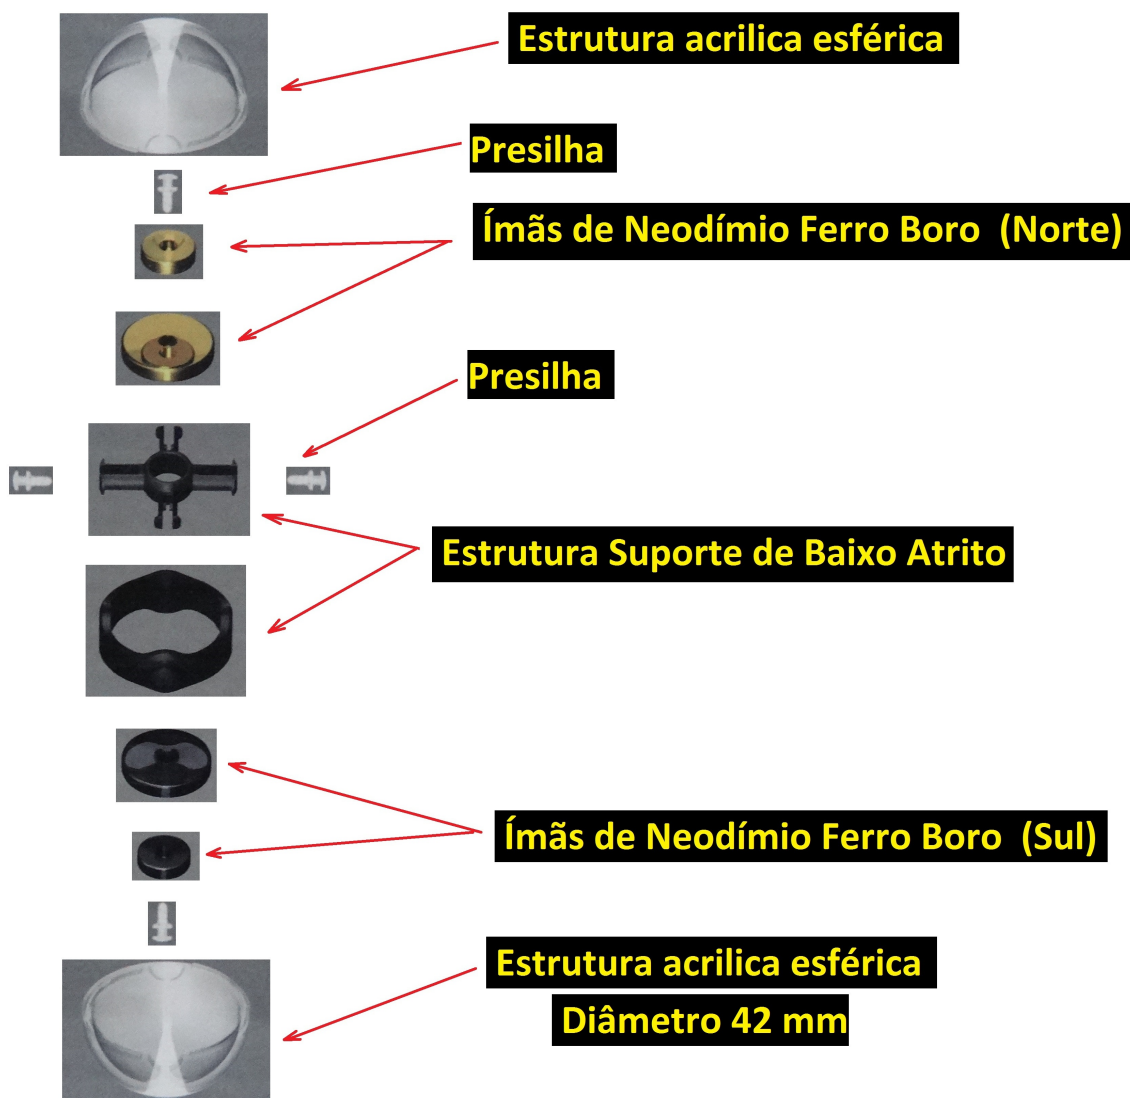 Estrutura acrilica esférica
Presilha
Ímãs de Neodímio Ferro Boro (Norte)
Presilha
Estrutura Suporte de Baixo Atrito
Ímãs de Neodímio Ferro Boro (Sul)
Estrutura acrilica esférica
Diâmetro 42 mm